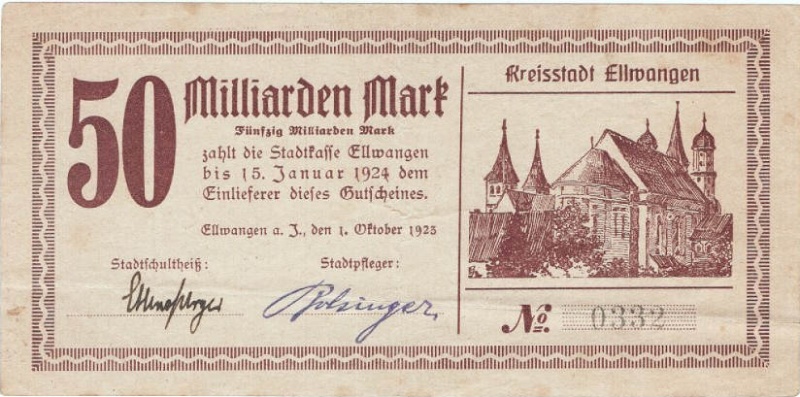 50 Milliarden Mark
Fünfzig Milliarden Mark
zahlt die Stadtkasse Ellwangen
bis 15. Januar 1924 dem
Einlieferer dieses Gutscheines.
Ellwangen a. J., den 1. Oktober 1923
Stadtschultheiß:
Stadtpfleger:
Kreisstadt Ellwangen
No. 0332